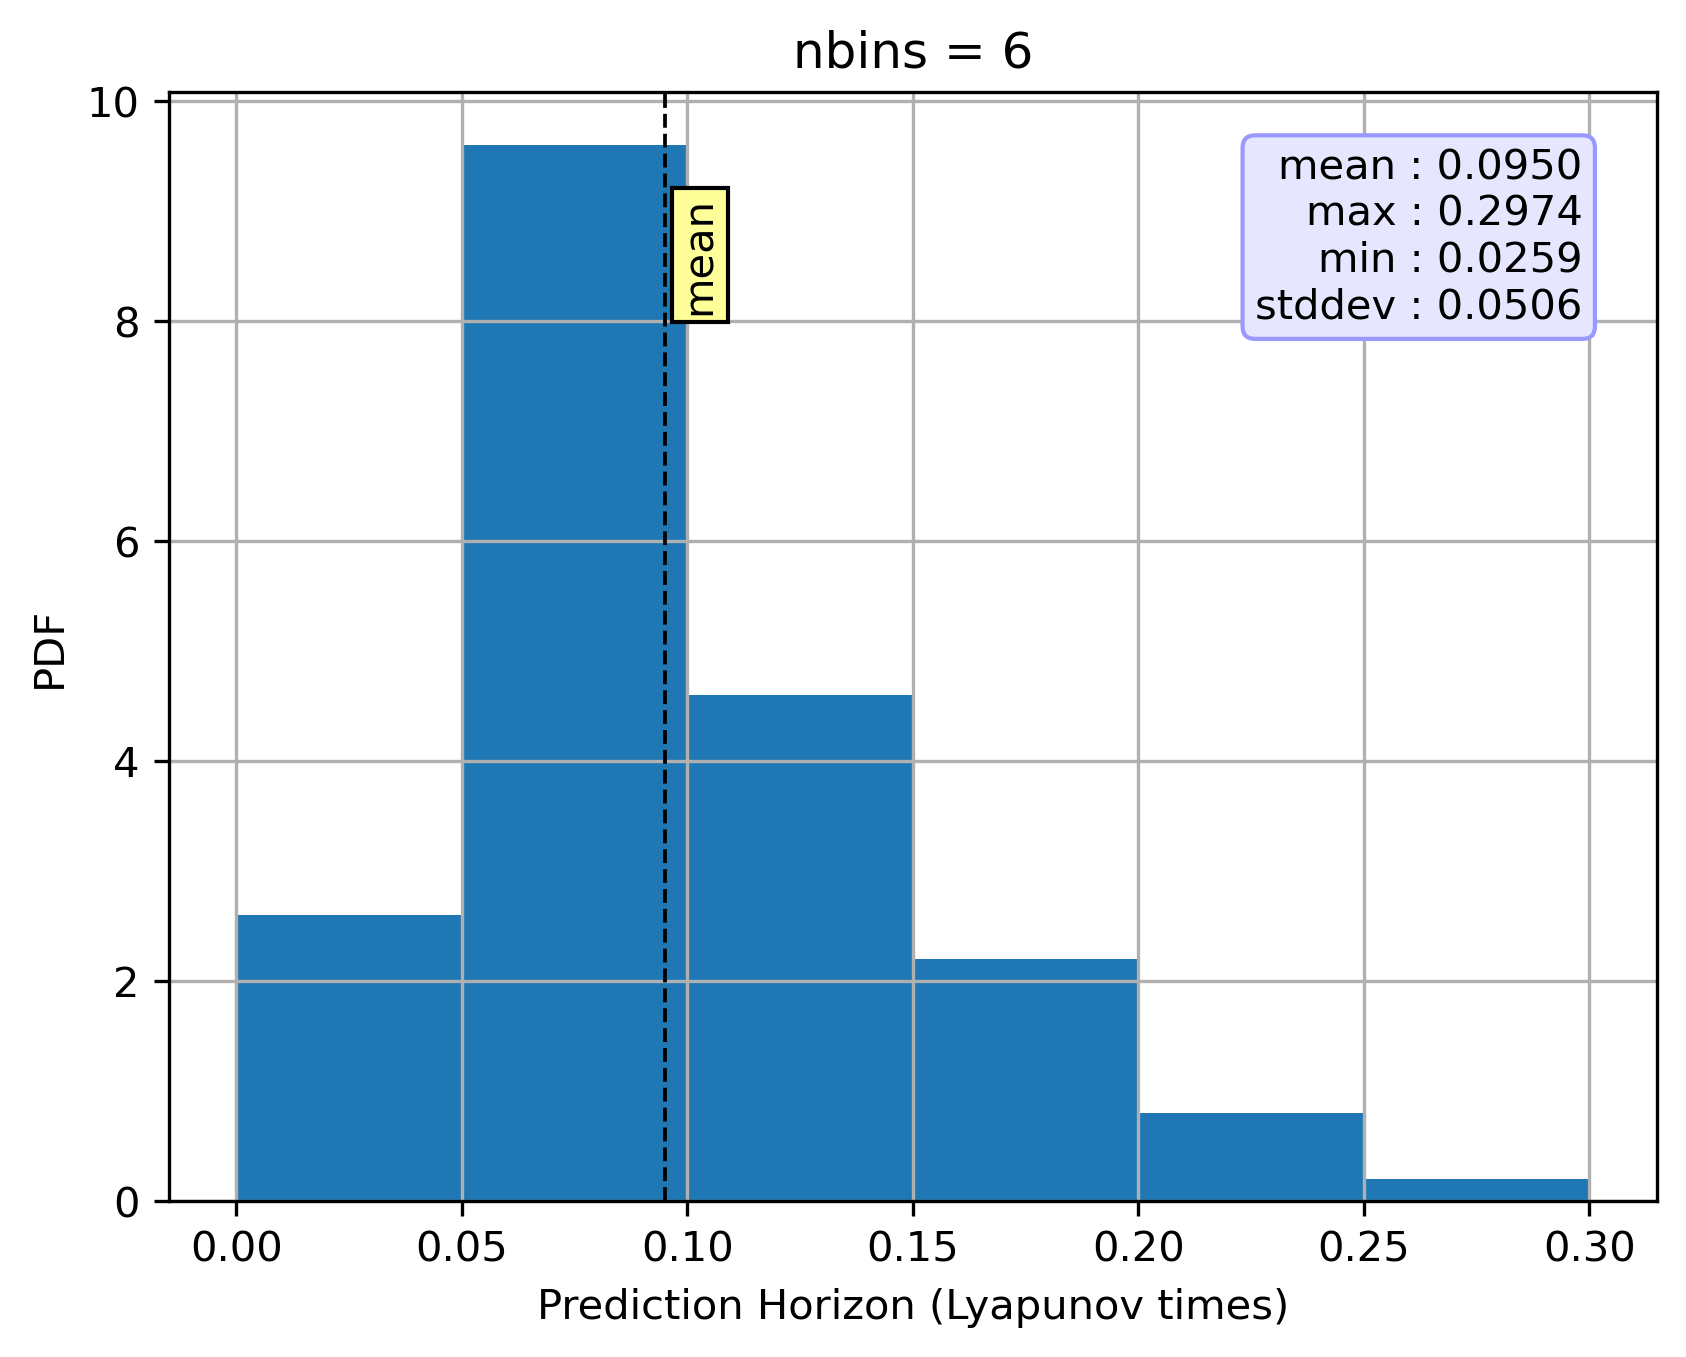 nbins = 6
10
8
6
4
2
0
PDF
mean
mean : 0.0950
max : 0.2974
min : 0.0259
stddev : 0.0506
0.00 0.05 0.10 0.15 0.20 0.25 0.30
Prediction Horizon (Lyapunov times)